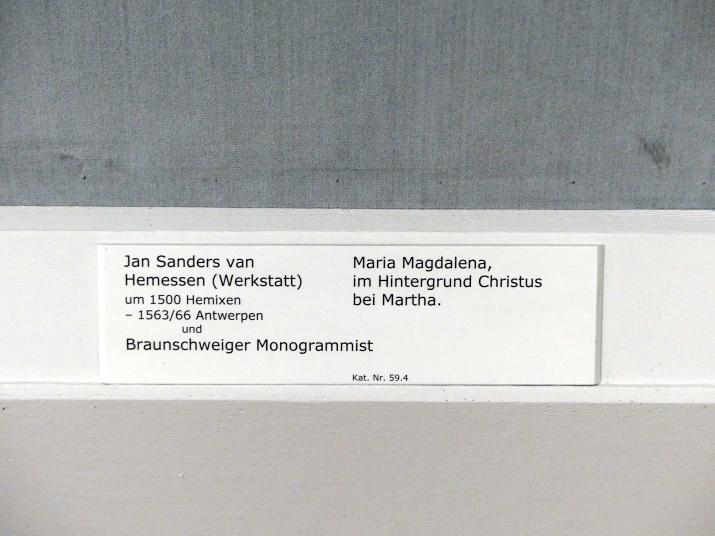 Jan Sanders van
Hemessen (Werkstatt)
um 1500 Hemixen
– 1563/66 Antwerpen
und
Braunschweiger Monogrammist
Maria Magdalena,
im Hintergrund Christus
bei Martha.
Kat. Nr. 59.4